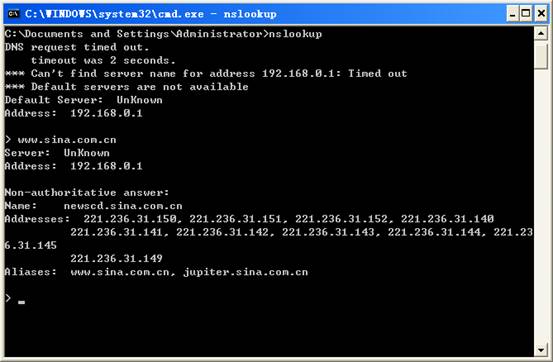 C:\WINDOWS\system32\cmd.exe - nslookup
C:\Documents and Settings\Administrator>nslookup
DNS request timed out.
    timeout was 2 seconds.
*** Can't find server name for address 192.168.0.1: Timed out
*** Default servers are not available
Default Server:  UnKnown
Address:  192.168.0.1
> www.sina.com.cn
Server:  UnKnown
Address:  192.168.0.1
Non-authoritative answer:
Name:    newscd.sina.com.cn
Addresses:  221.236.31.150, 221.236.31.151, 221.236.31.152, 221.236.31.140
          221.236.31.141, 221.236.31.142, 221.236.31.143, 221.236.31.144, 221.23
6.31.145
          221.236.31.149
Aliases:  www.sina.com.cn, jupiter.sina.com.cn
> _